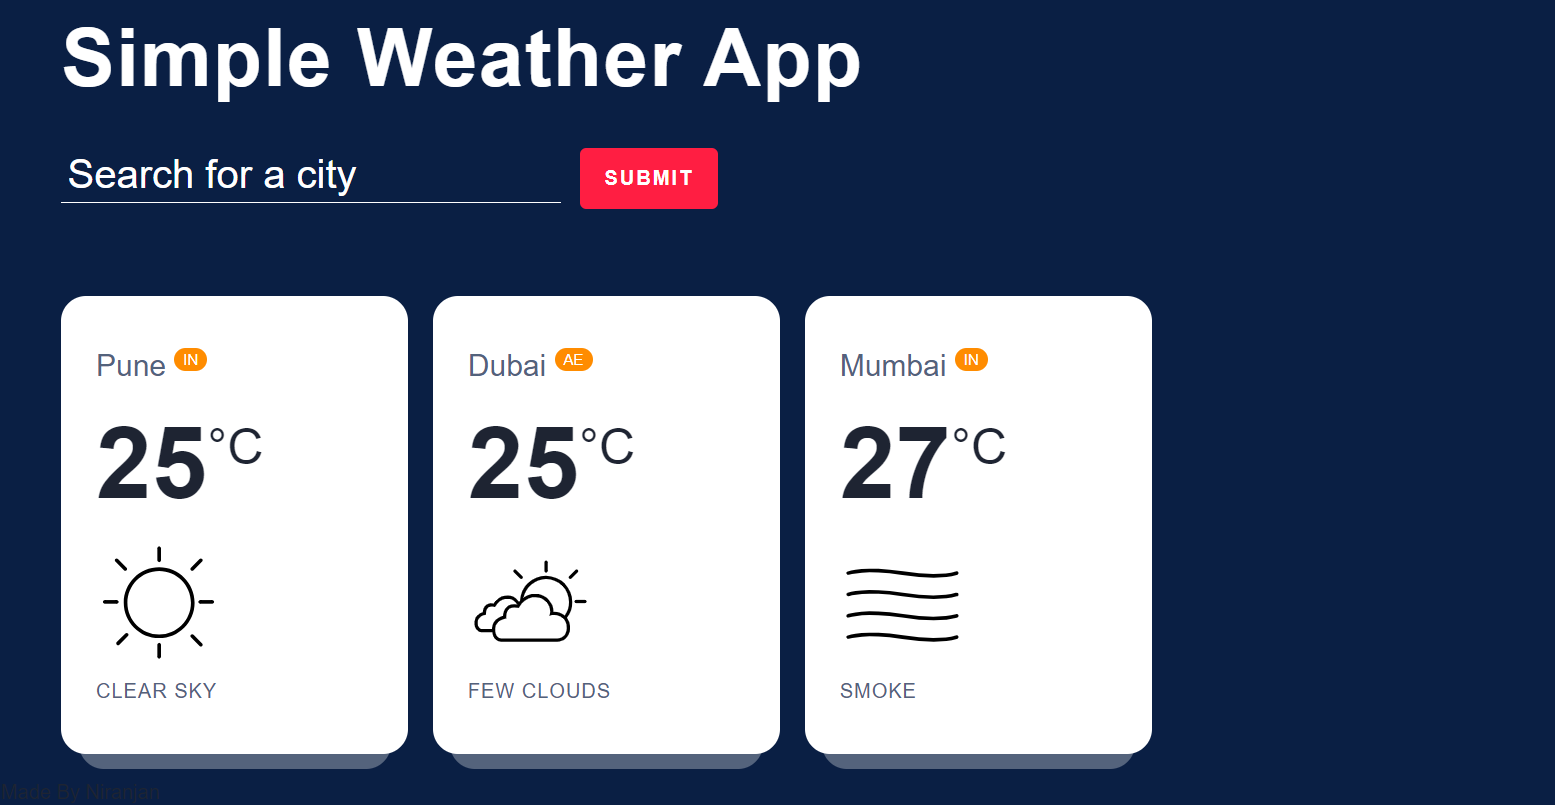 Simple Weather App
Search for a city
SUBMIT
Pune IN
25°C
CLEAR SKY
Dubai AE
25°C
FEW CLOUDS
Mumbai IN
27°C
SMOKE
Made By Niranjan